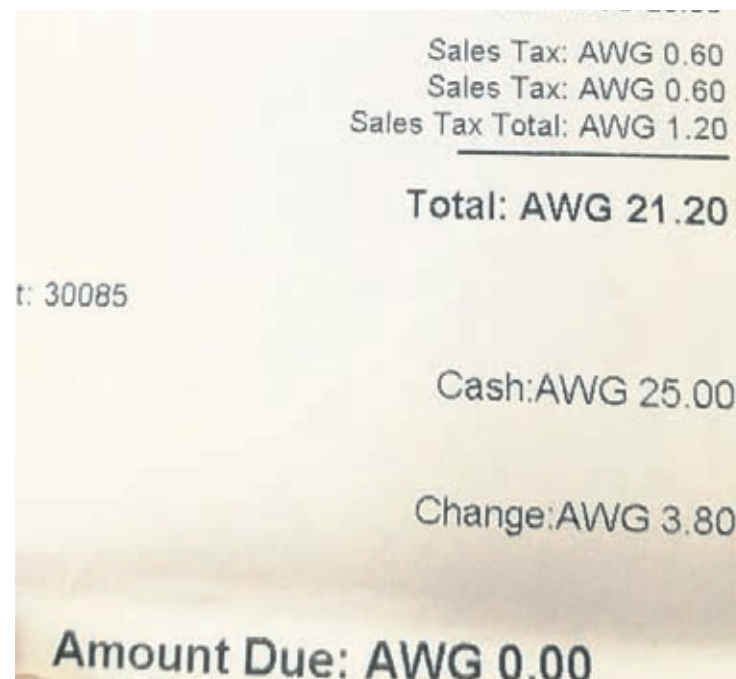 Sales Tax: AWG 0.60
Sales Tax: AWG 0.60
Sales Tax Total: AWG 1.20
Total: AWG 21.20
t: 30085
Cash:AWG 25.00
Change:AWG 3.80
Amount Due: AWG 0.00